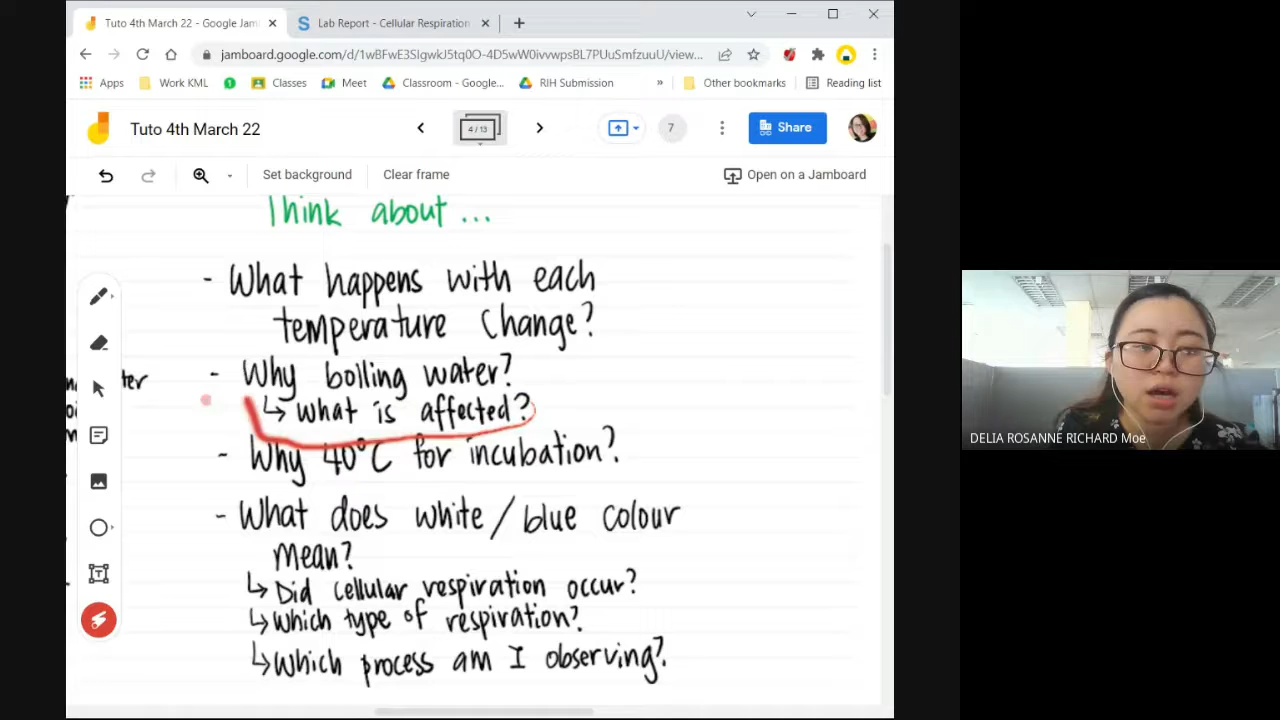 Tuto 4th March 22 - Google Jam
Lab Report - Cellular Respiration
jamboard.google.com/d/1wBFwE3SIgwkJ5tq0O-4D5wW0ivvwpsBL7PUuSmfzuuU/view...
Apps Work KML Classes Meet Classroom - Google... RIH Submission » Other bookmarks Reading list
Tuto 4th March 22
4 / 13
7
Share
Set background
Clear frame
Open on a Jamboard
Think about...
- What happens with each
temperature change?
- Why boiling water?
↳ what is affected?
- Why 40°C for incubation?
- What does white/blue colour
mean?
↳ Did cellular respiration occur?
↳ Which type of respiration?
↳ Which process am I observing?
DELIA ROSANNE RICHARD Moe